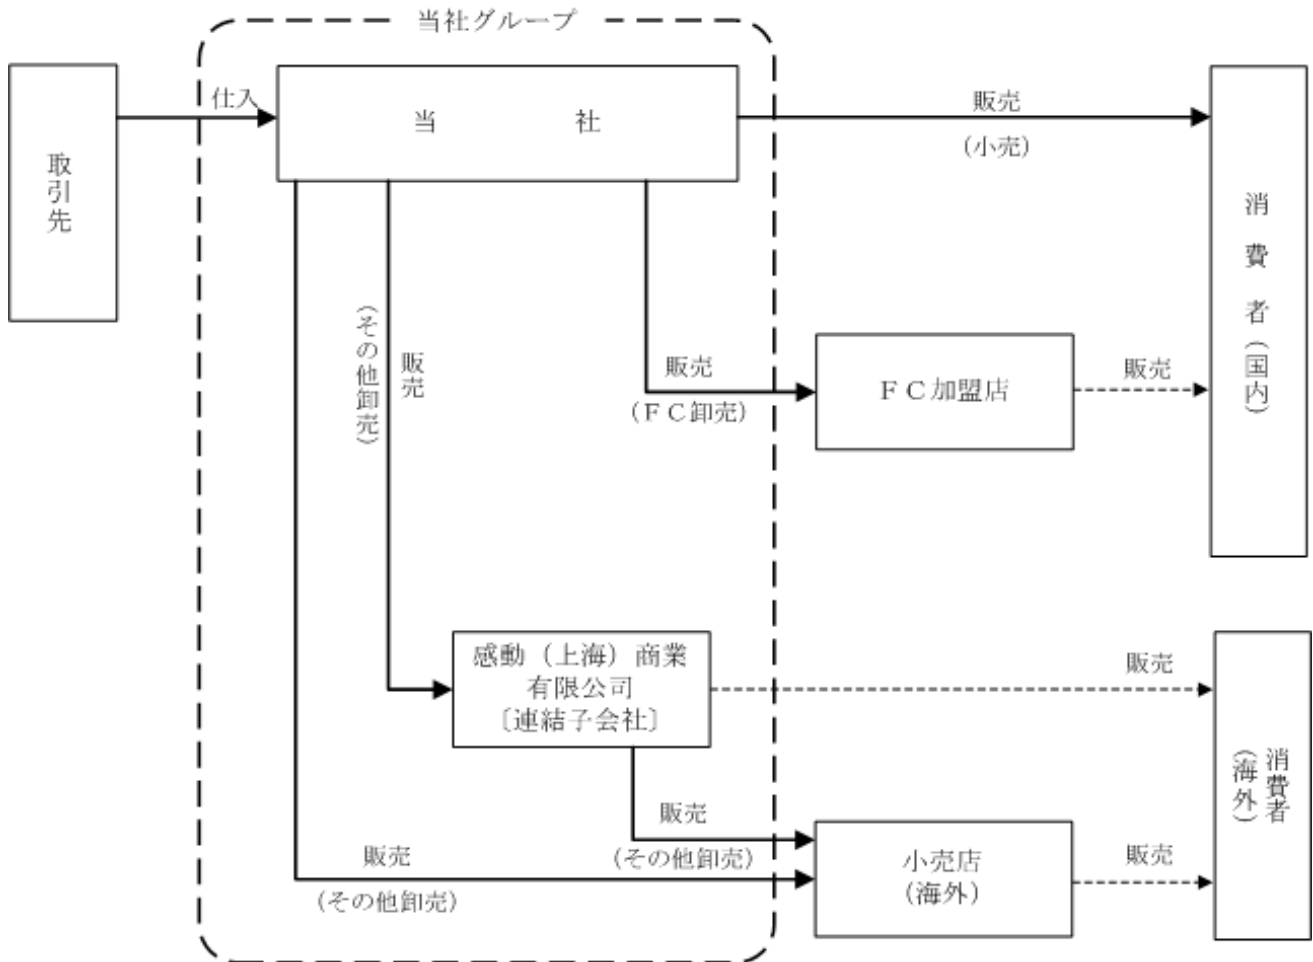 当社グループ
仕入
当社
販売
（小売）
取引先
消費者（国内）
販売
（その他卸売）
販売
（ＦＣ卸売）
ＦＣ加盟店
販売
感動（上海）商業
有限公司
〔連結子会社〕
販売
販売
（その他卸売）
販売
（その他卸売）
小売店
（海外）
販売
消費者
（海外）